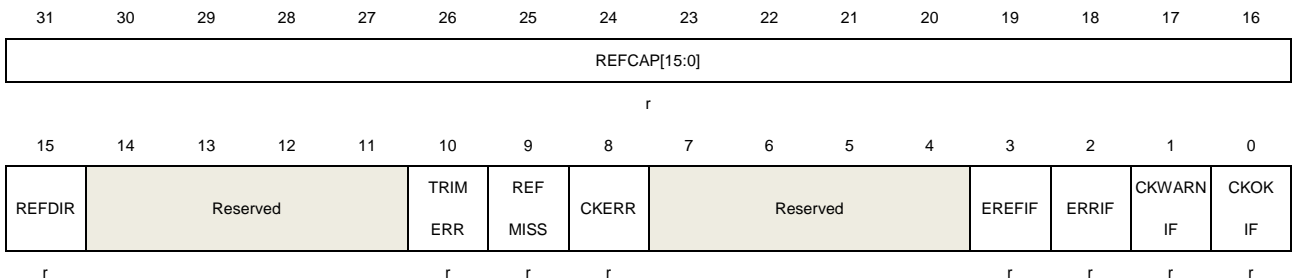 31 30 29 28 27 26 25 24 23 22 21 20 19 18 17 16
REFCAP[15:0]
r
15 14 13 12 11 10 9 8 7 6 5 4 3 2 1 0
REFDIR Reserved TRIM ERR REF MISS CKERR Reserved EREFIF ERRIF CKWARN IF CKOK IF
r r r r r r r r